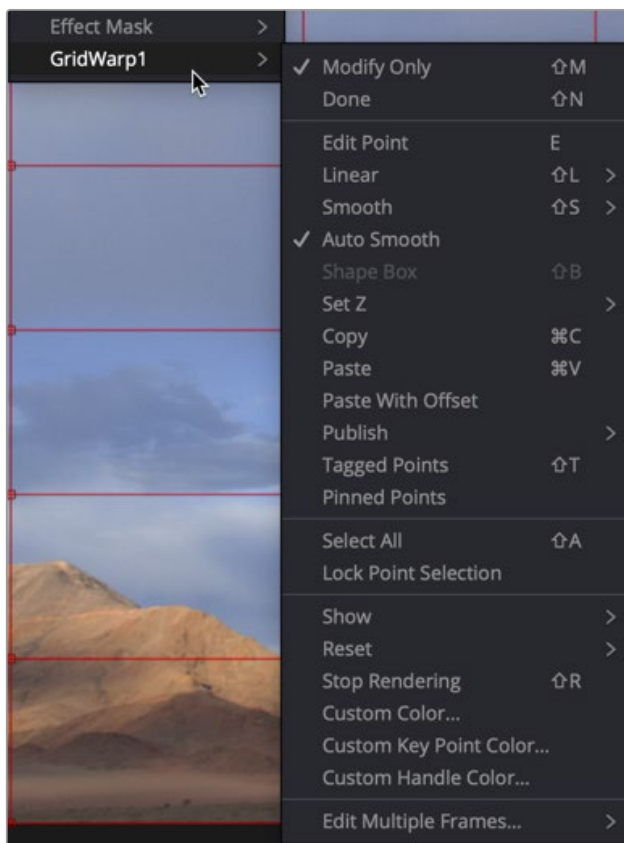 Effect Mask >
GridWarp1 >
✓ Modify Only ⇧M
Done ⇧N
Edit Point E
Linear ⇧L >
Smooth ⇧S >
✓ Auto Smooth
Shape Box ⇧B
Set Z >
Copy ⌘C
Paste ⌘V
Paste With Offset
Publish >
Tagged Points ⇧T
Pinned Points
Select All ⇧A
Lock Point Selection
Show >
Reset >
Stop Rendering ⇧R
Custom Color...
Custom Key Point Color...
Custom Handle Color...
Edit Multiple Frames... >